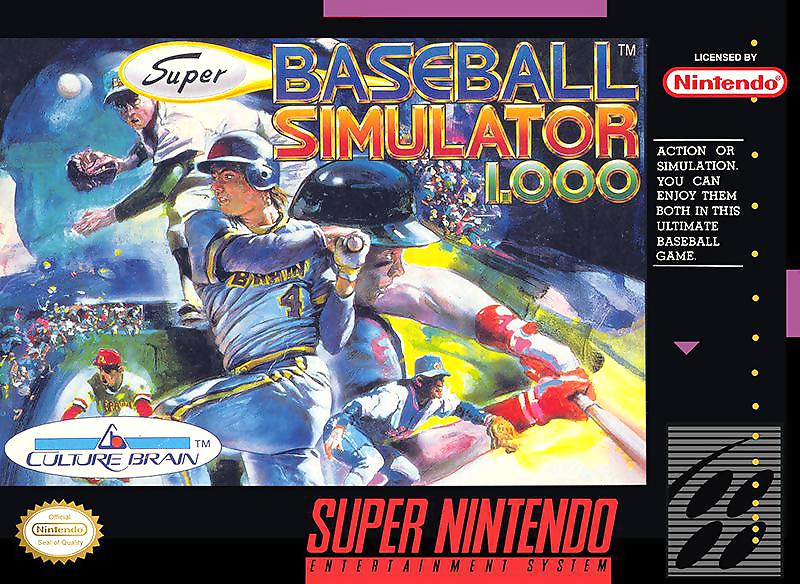 Super
BASEBALL TM
SIMULATOR
1.000
LICENSED BY
Nintendo®
ACTION OR
SIMULATION.
YOU CAN
ENJOY THEM
BOTH IN THIS
ULTIMATE
BASEBALL
GAME.
BRAIN
4
CULTURE BRAIN TM
Official
Nintendo
Seal of Quality
SUPER NINTENDO
ENTERTAINMENT SYSTEM